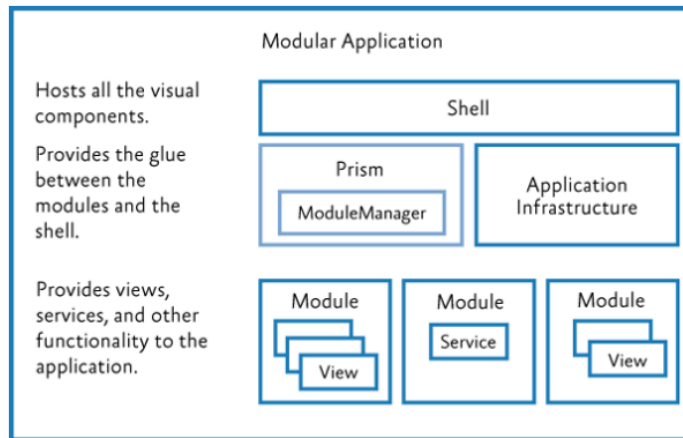 Modular Application
Hosts all the visual
components.
Shell
Provides the glue
between the
modules and the
shell.
Prism
ModuleManager
Application
Infrastructure
Provides views,
services, and other
functionality to the
application.
Module
View
Module
Service
Module
View